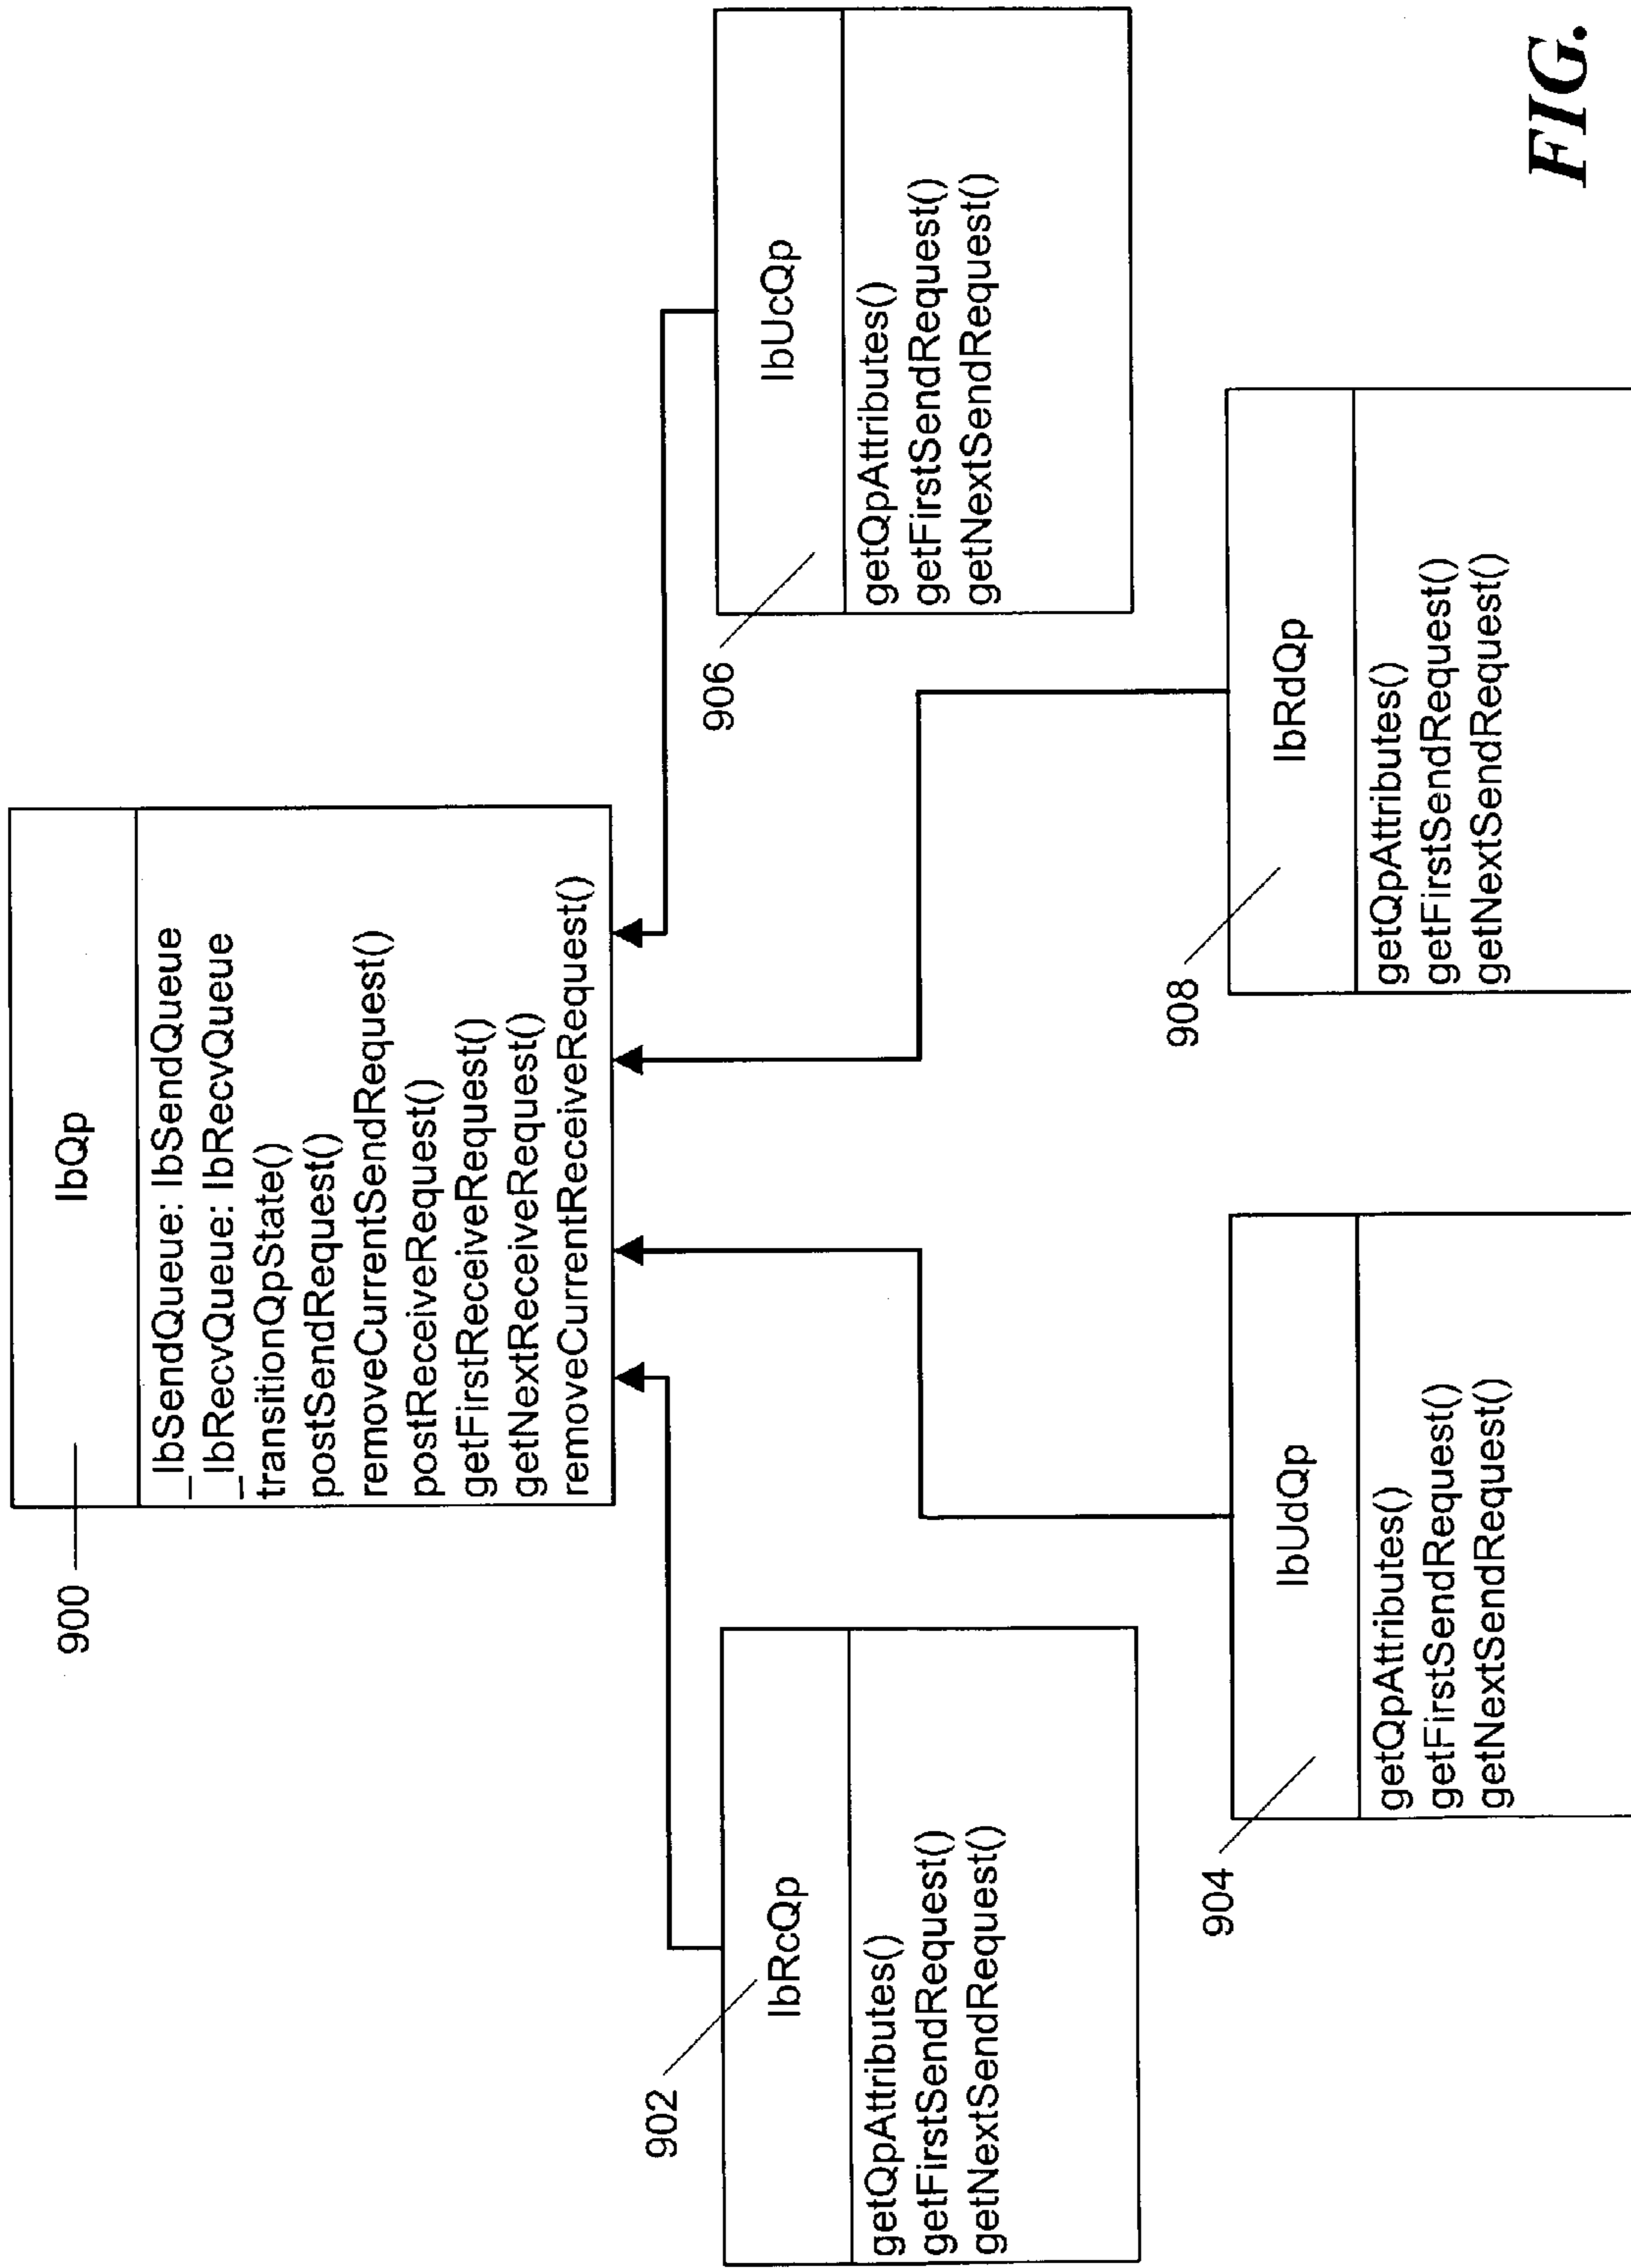 900
IbQp
_IbSendQueue: IbSendQueue
_IbRecvQueue: IbRecvQueue
transitionQpState()
postSendRequest()
removeCurrentSendRequest()
postReceiveRequest()
getFirstReceiveRequest()
getNextReceiveRequest()
removeCurrentReceiveRequest()
902
IbRcQp
getQpAttributes()
getFirstSendRequest()
getNextSendRequest()
906
IbUcQp
getQpAttributes()
getFirstSendRequest()
getNextSendRequest()
904
IbUdQp
getQpAttributes()
getFirstSendRequest()
getNextSendRequest()
908
IbRdQp
getQpAttributes()
getFirstSendRequest()
getNextSendRequest()
FIG.